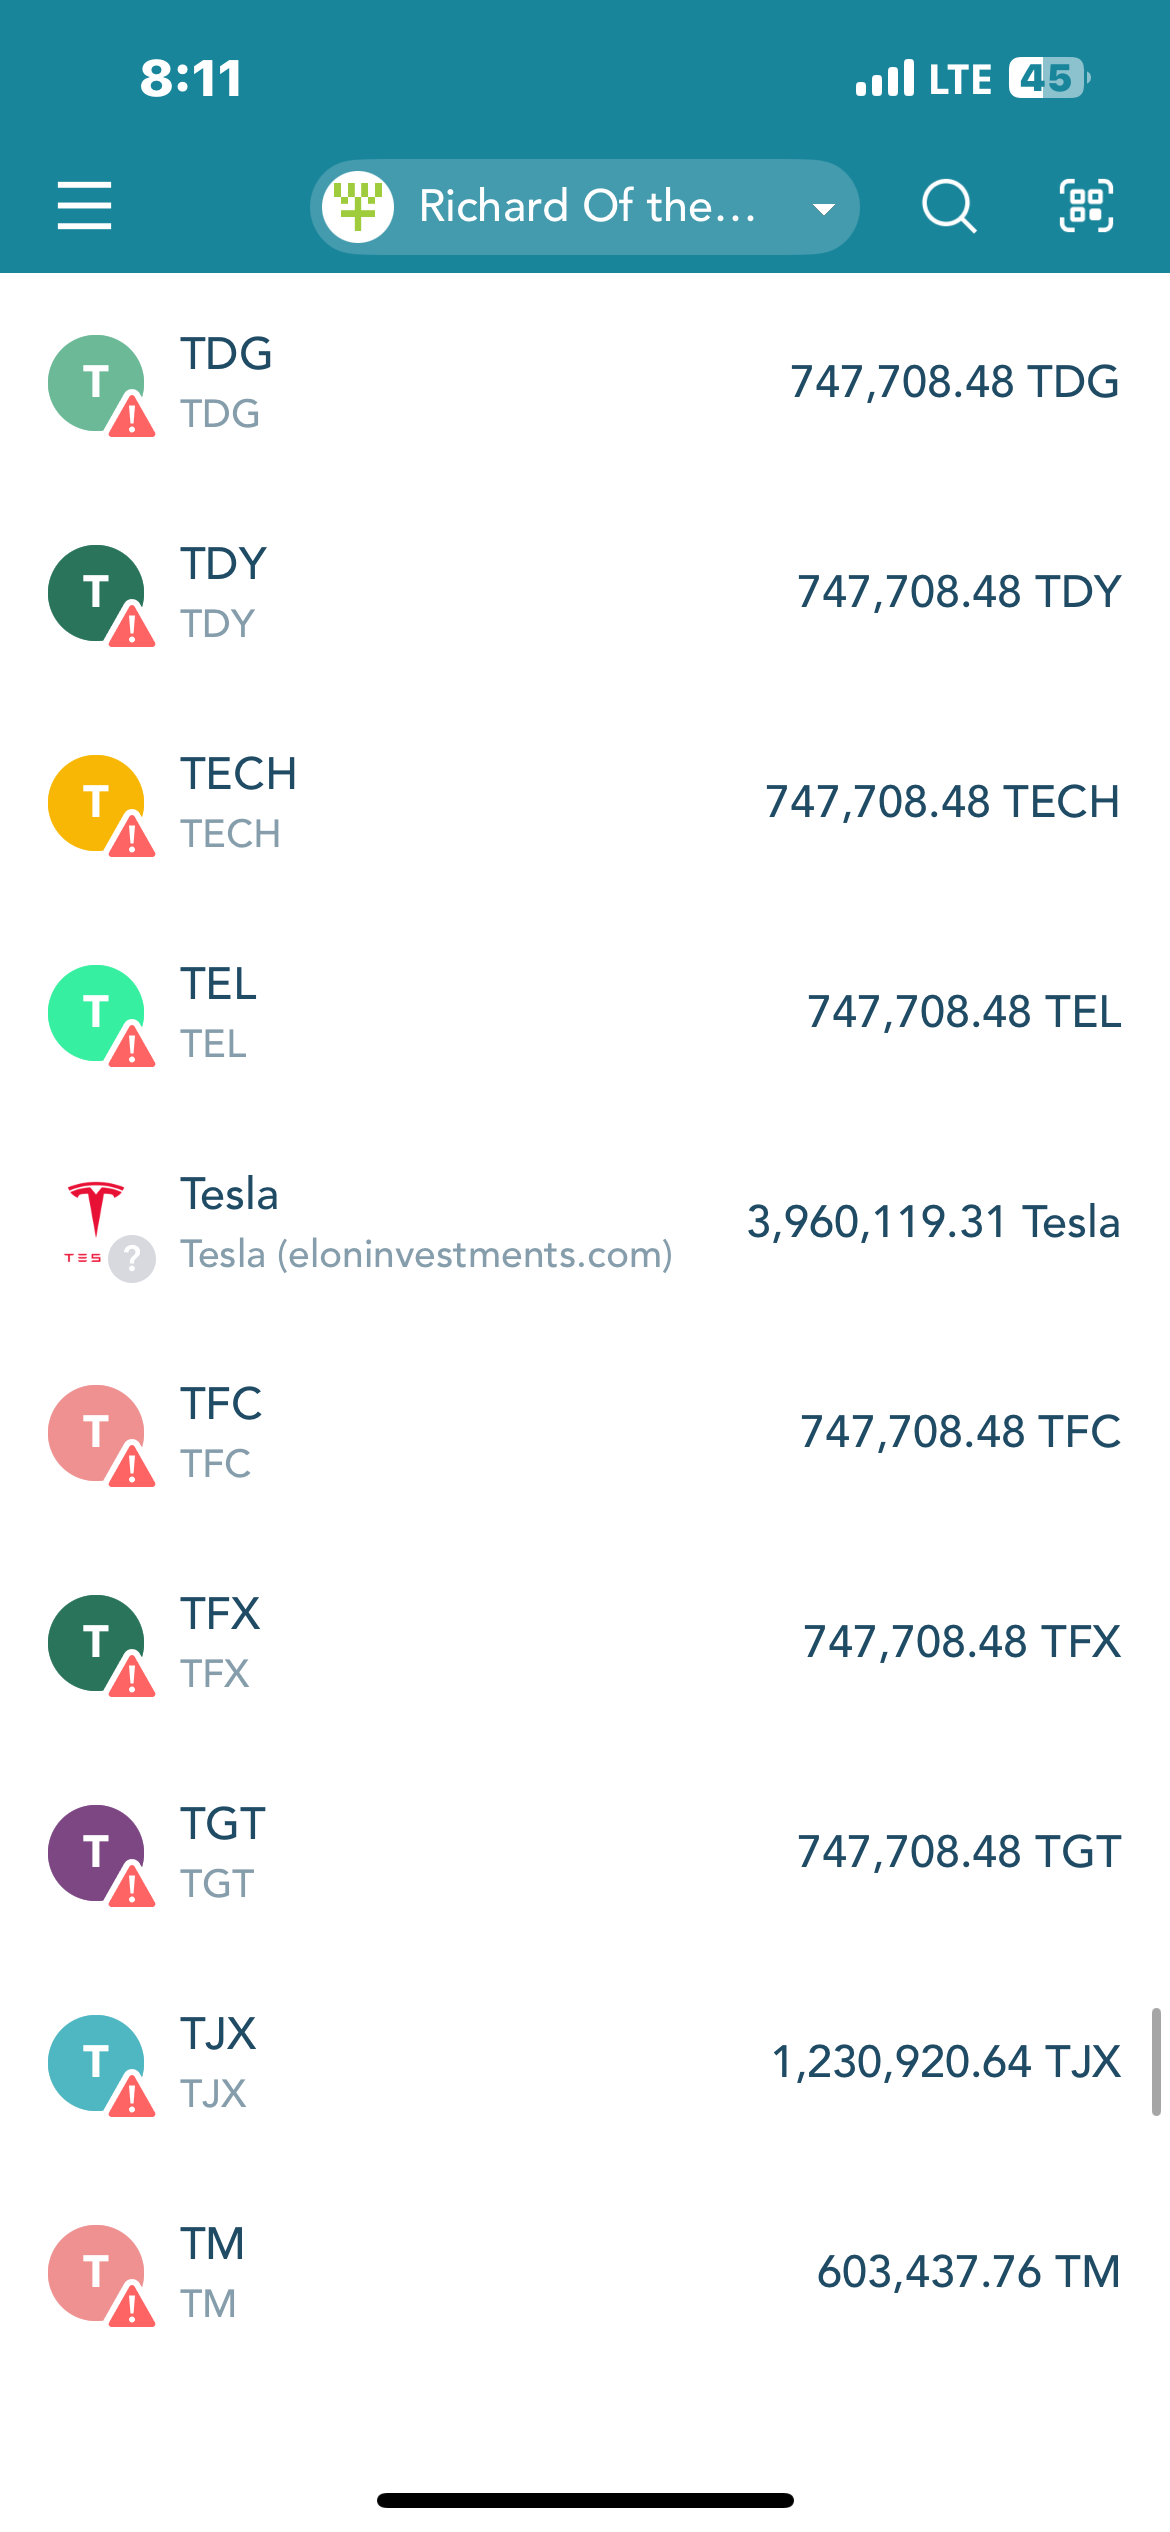 8:11
LTE 45
Richard Of the...
T
TDG
TDG
747,708.48 TDG
T
TDY
TDY
747,708.48 TDY
T
TECH
TECH
747,708.48 TECH
T
TEL
TEL
747,708.48 TEL
TES
?
Tesla
Tesla (eloninvestments.com)
3,960,119.31 Tesla
T
TFC
TFC
747,708.48 TFC
T
TFX
TFX
747,708.48 TFX
T
TGT
TGT
747,708.48 TGT
T
TJX
TJX
1,230,920.64 TJX
T
TM
TM
603,437.76 TM